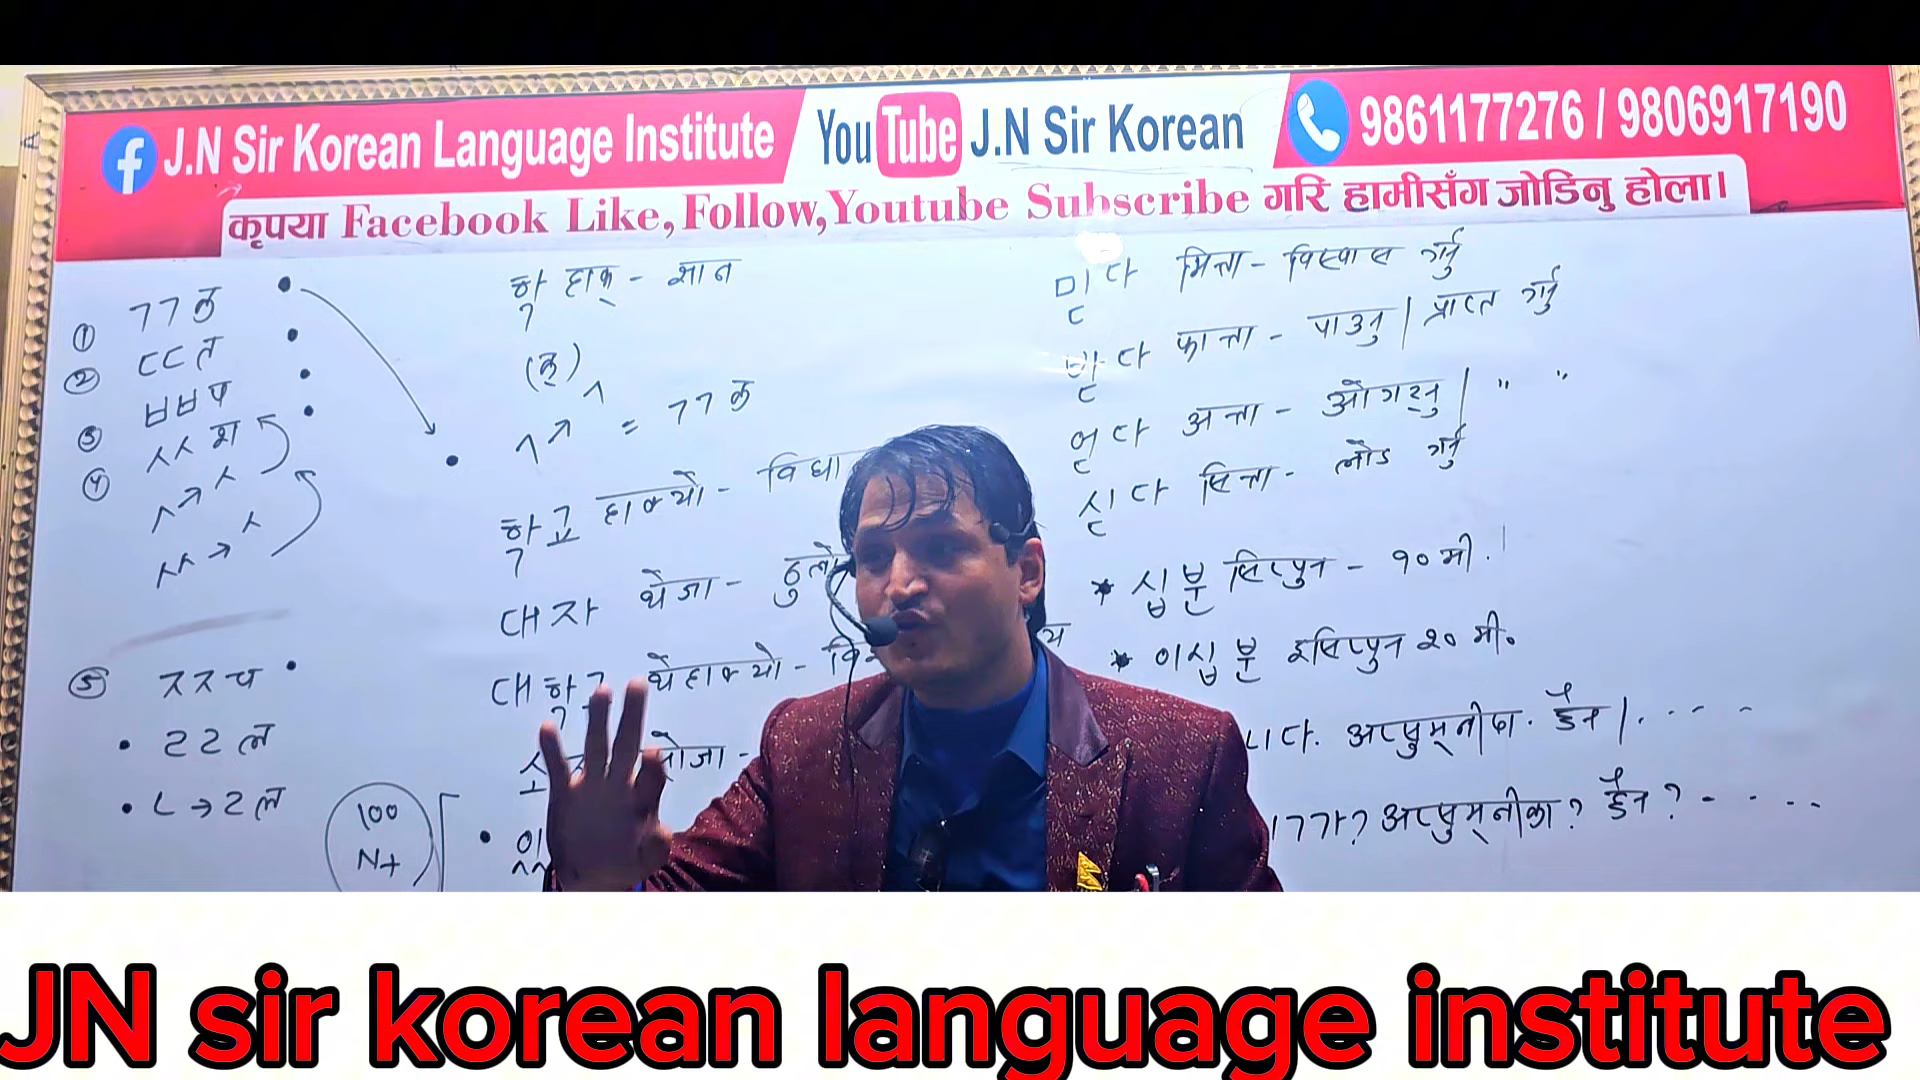 J.N Sir Korean Language Institute YouTube J.N Sir Korean 9861177276 / 9806917190
कृपया Facebook Like, Follow, Youtube Subscribe गरि हामीसँग जोडिनु होला।
① ㄱㄱ क
② ㄷㄷ त
③ ㅂㅂ प
④ ㅅㅅ श
ㅅ→ㅅ
ㅆ→ㅅ
⑤ ㅈㅈ च
ㄹㄹ ल
ㄴ→ㄹ ल
100
N+
학 हाक् - ज्ञान
(क्)
= ㄱㄱ क
학교 हाक्क्यो - विद्या
대자 थेजा - ठुलो
대학교 थेहाक्क्यो - वि
믿다 मित्ता - विस्वास गर्नु
받다 फात्ता - पाउनु / प्राप्त गर्नु
얻다 अत्ता - ओगट्नु / " "
싣다 सित्ता - लोड गर्नु
* 십분 सिप्पुन - १० मी.
* 이십분 इसिप्पुन २० मी.
니다. अप्सुम्नीदा. हैन।. - - -
ㅣㄲㅏ? अप्सुम्नीका? हैन? - - - -
JN sir korean language institute